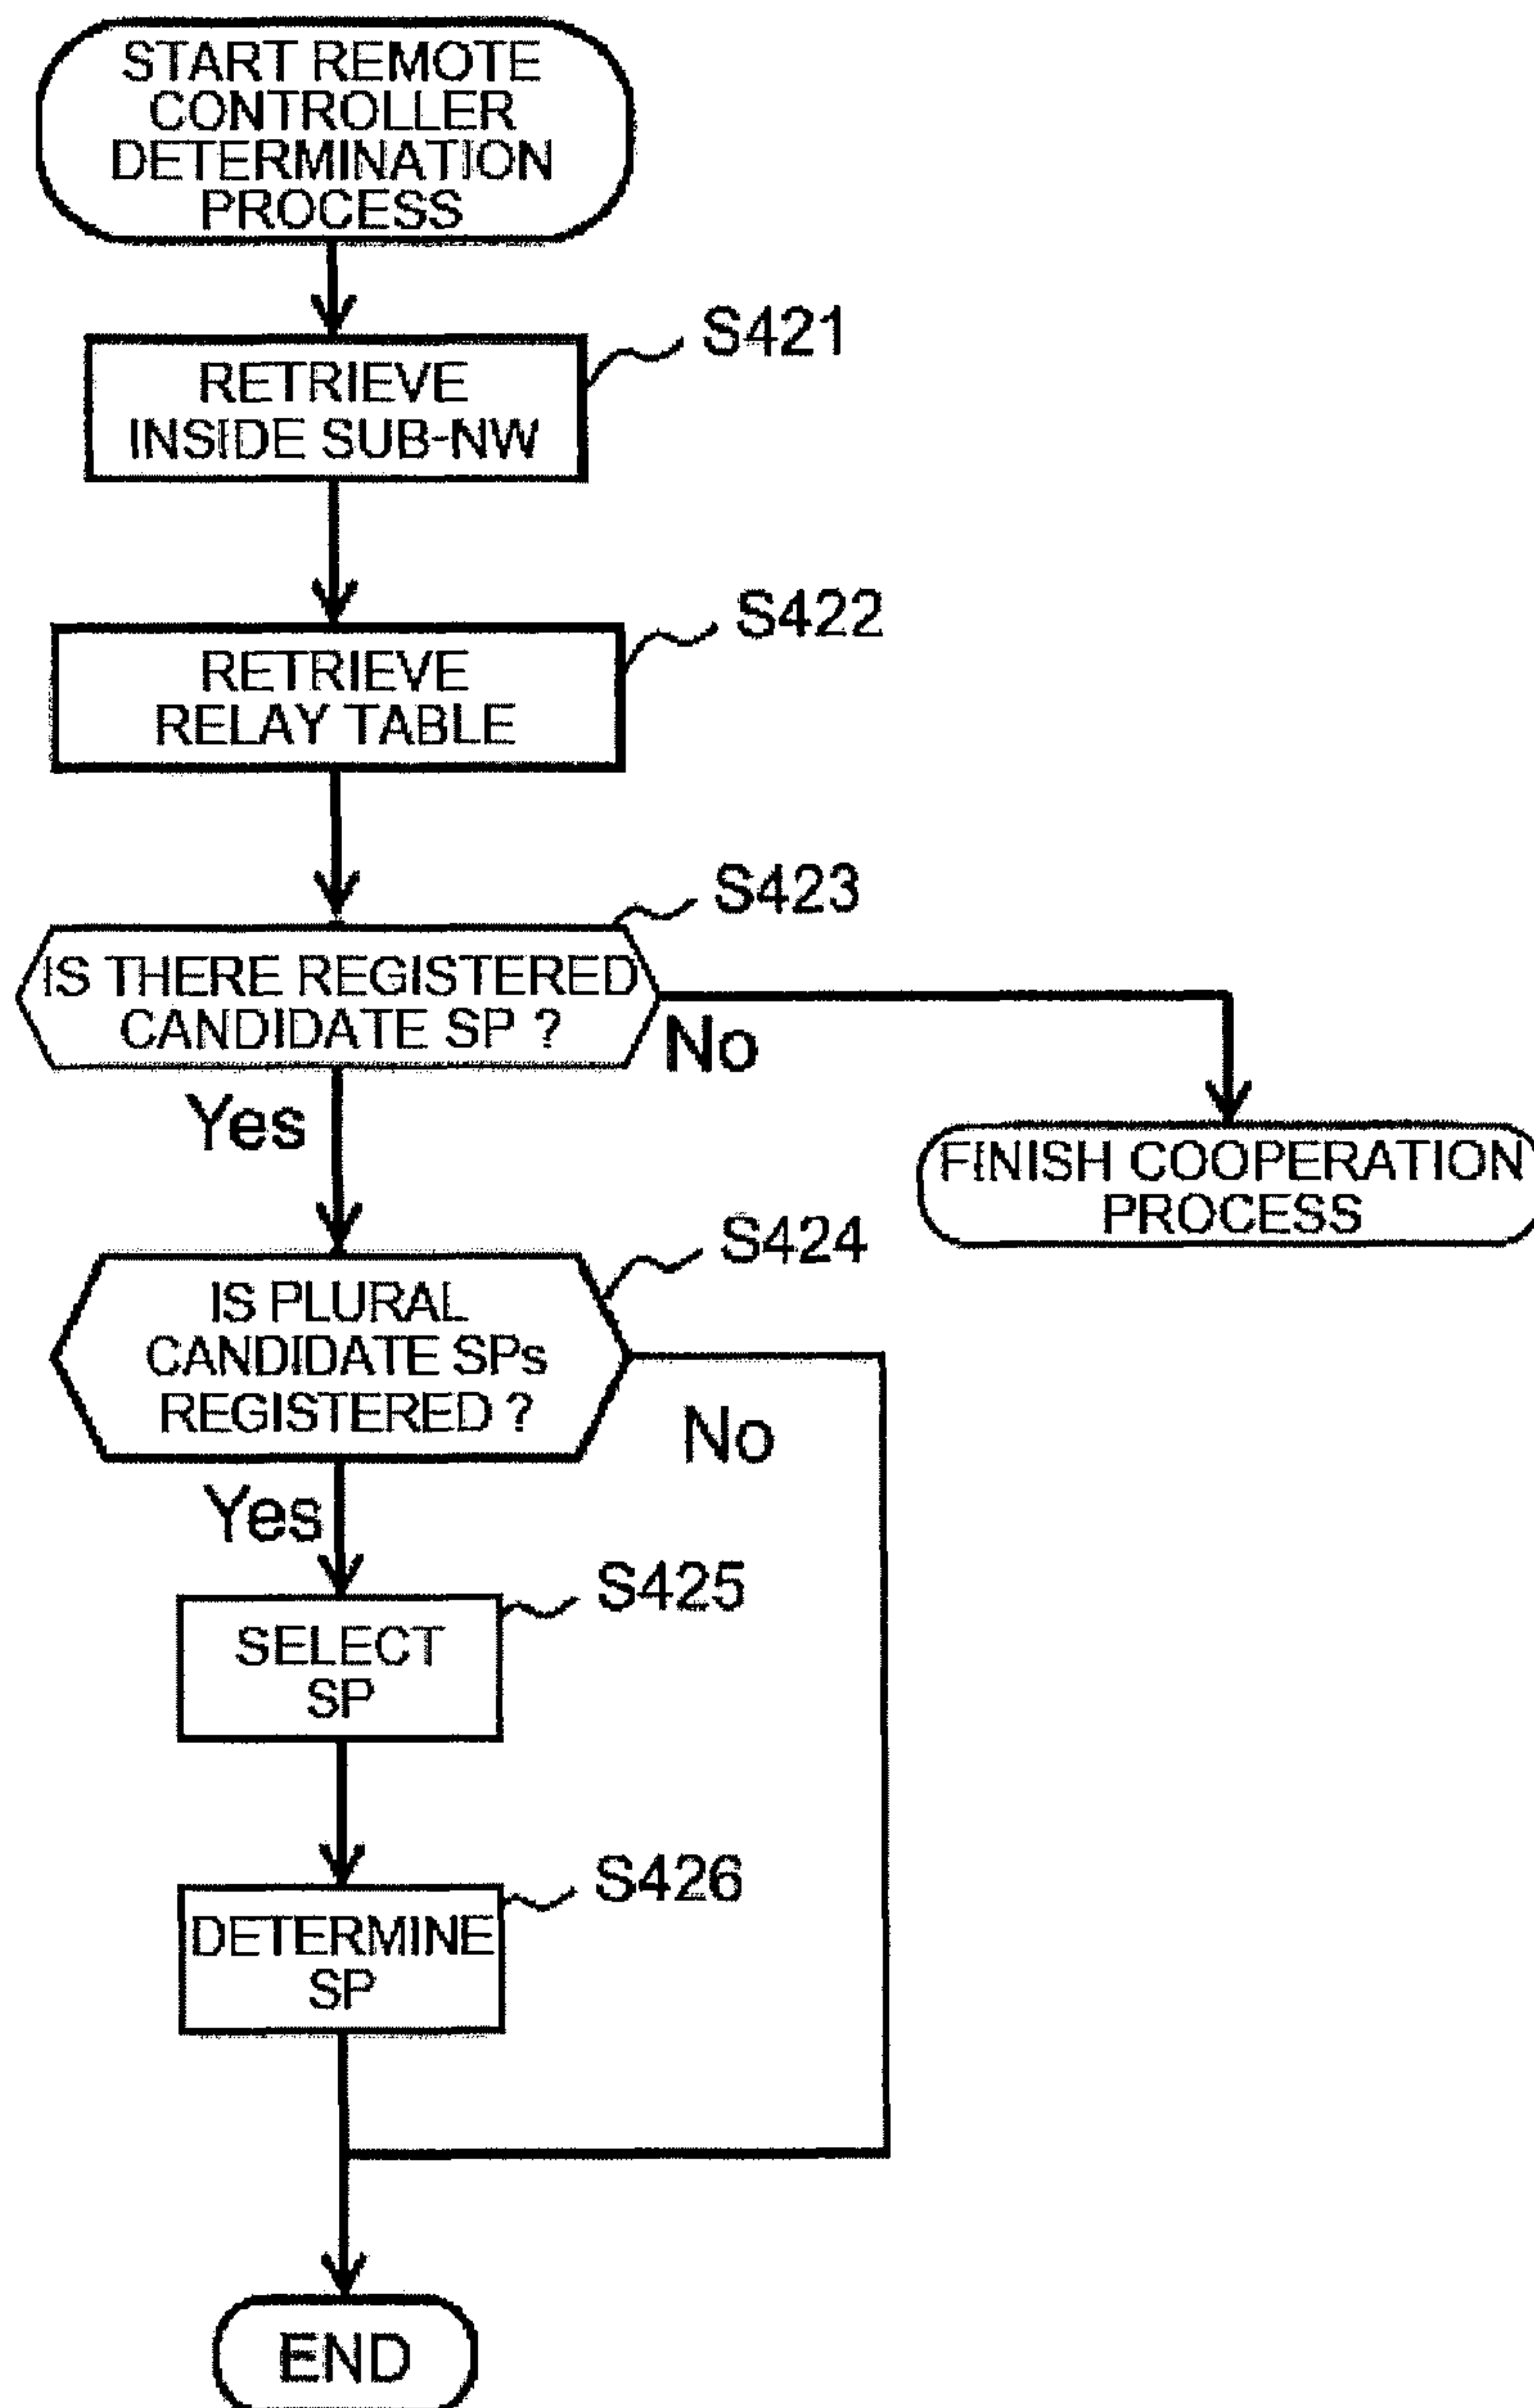 START REMOTE
CONTROLLER
DETERMINATION
PROCESS
S421
RETRIEVE
INSIDE SUB-NW
S422
RETRIEVE
RELAY TABLE
S423
IS THERE REGISTERED
CANDIDATE SP ?
No
Yes
FINISH COOPERATION
PROCESS
S424
IS PLURAL
CANDIDATE SPs
REGISTERED ?
No
Yes
S425
SELECT
SP
S426
DETERMINE
SP
END